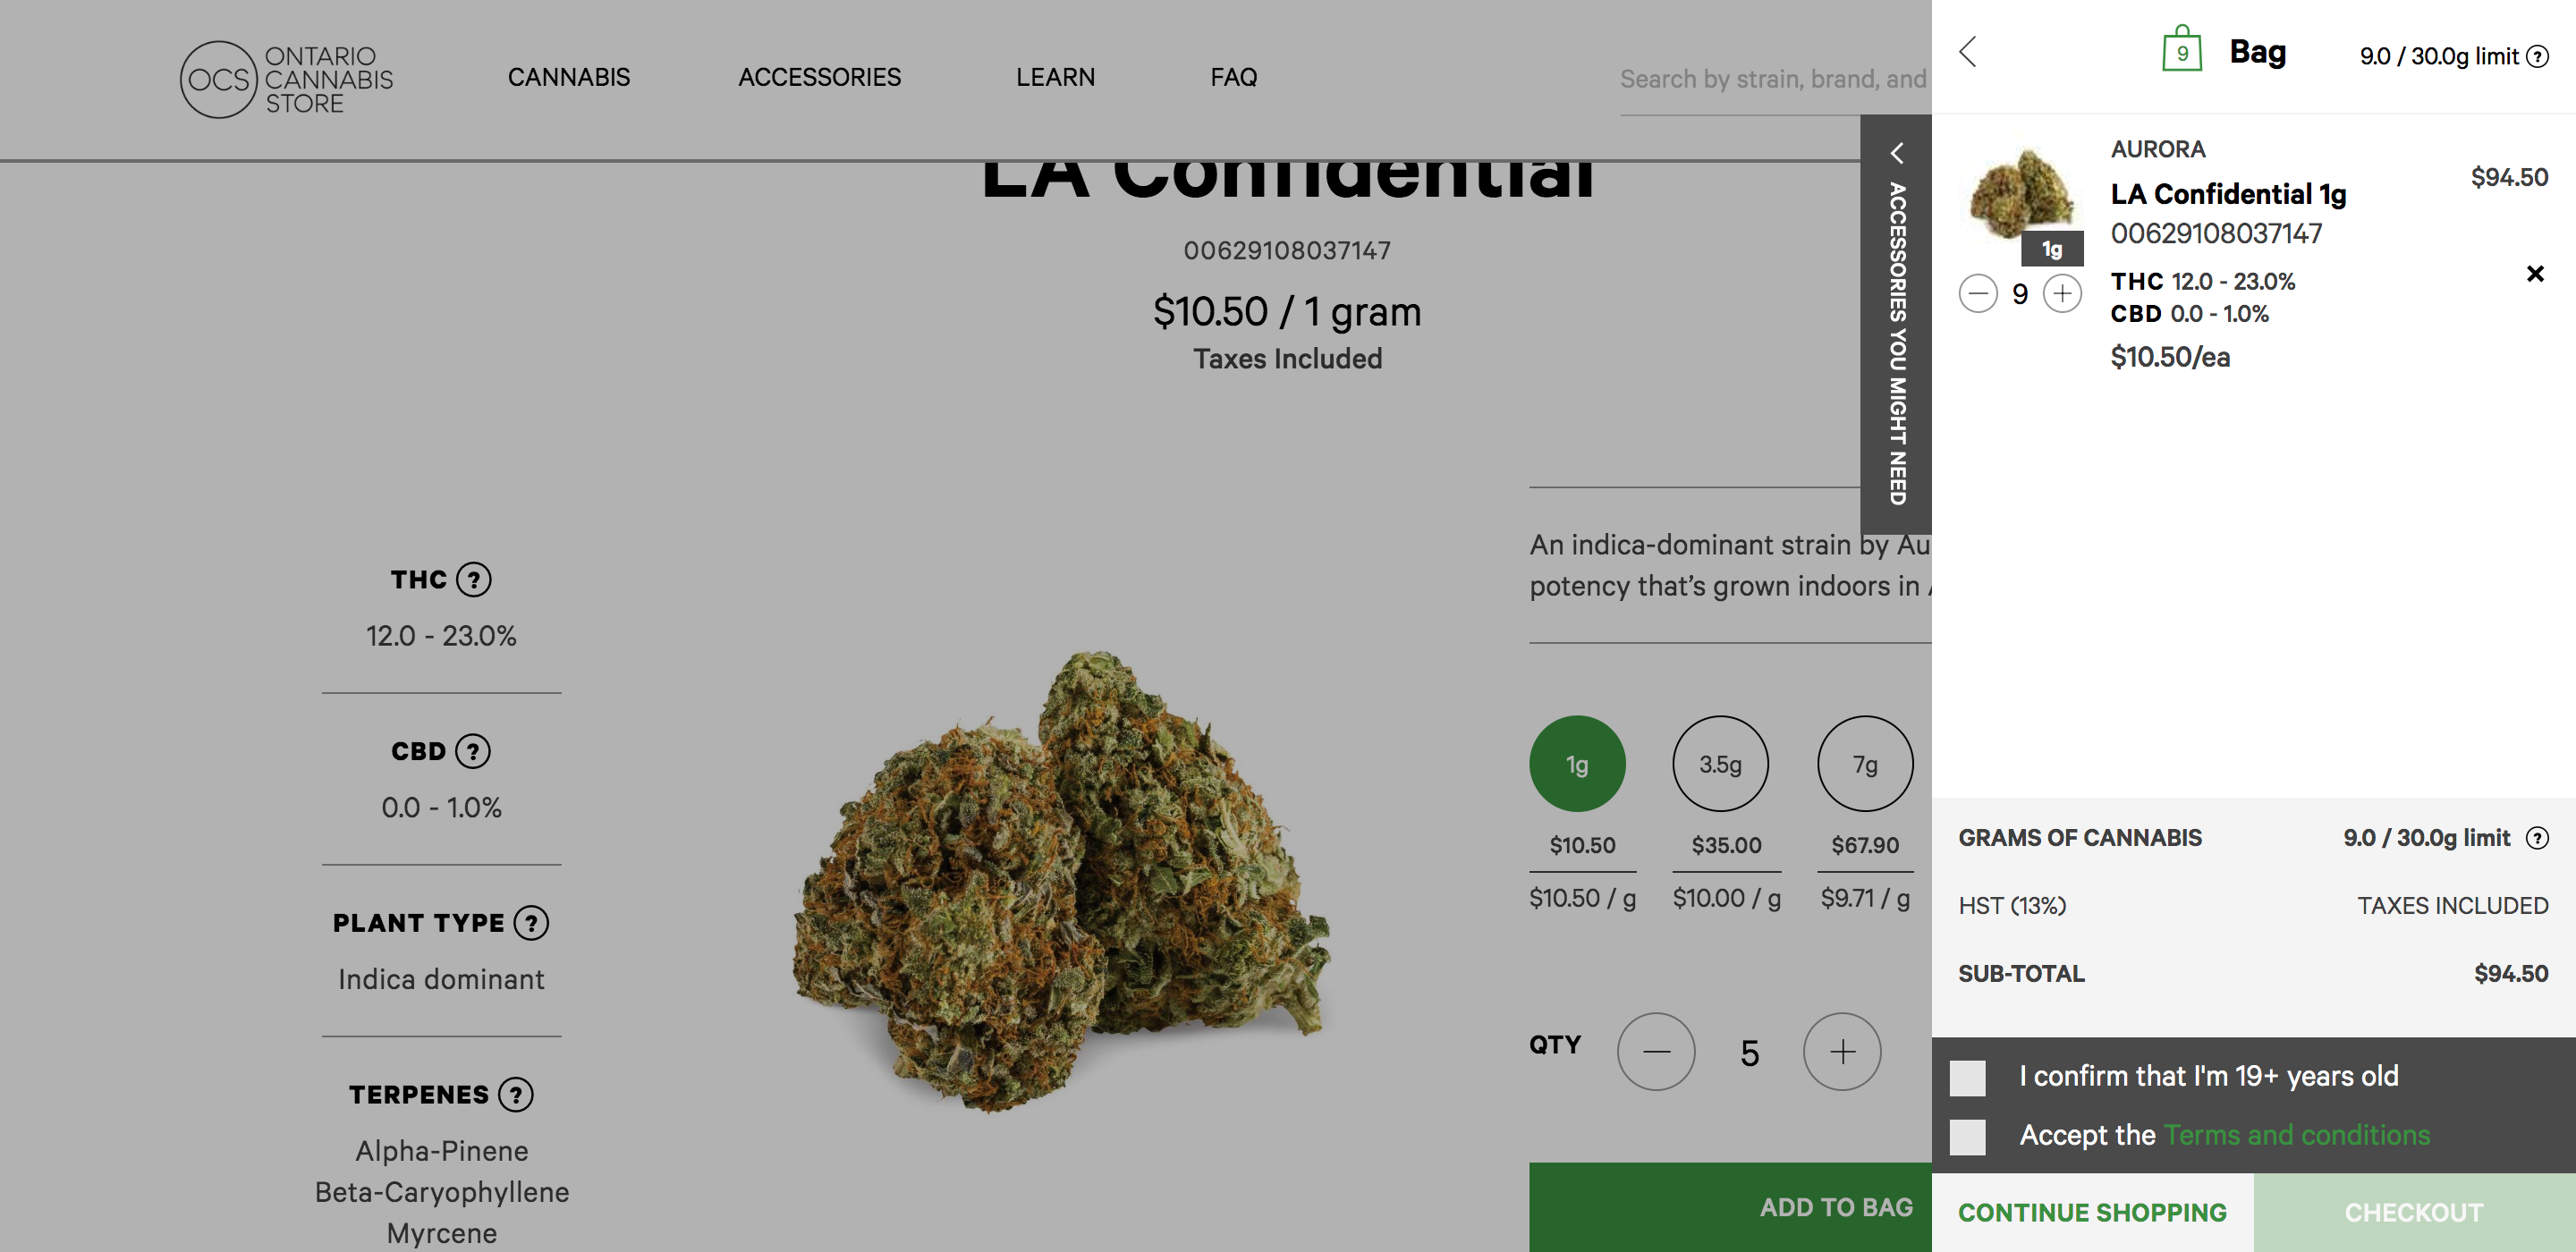 OCS ONTARIO CANNABIS STORE
CANNABIS
ACCESSORIES
LEARN
FAQ
Search by strain, brand, and
LA Confidential
00629108037147
$10.50 / 1 gram
Taxes Included
THC ?
12.0 - 23.0%
CBD ?
0.0 - 1.0%
PLANT TYPE ?
Indica dominant
TERPENES ?
Alpha-Pinene
Beta-Caryophyllene
Myrcene
An indica-dominant strain by Au
potency that’s grown indoors in
1g 3.5g 7g
$10.50 $35.00 $67.90
$10.50 / g $10.00 / g $9.71 / g
QTY — 5 +
ADD TO BAG
ACCESSORIES YOU MIGHT NEED
9 Bag 9.0 / 30.0g limit ?
AURORA
LA Confidential 1g
$94.50
00629108037147
1g
— 9 +
THC 12.0 - 23.0%
CBD 0.0 - 1.0%
$10.50/ea
GRAMS OF CANNABIS 9.0 / 30.0g limit ?
HST (13%) TAXES INCLUDED
SUB-TOTAL $94.50
I confirm that I'm 19+ years old
Accept the Terms and conditions
CONTINUE SHOPPING CHECKOUT